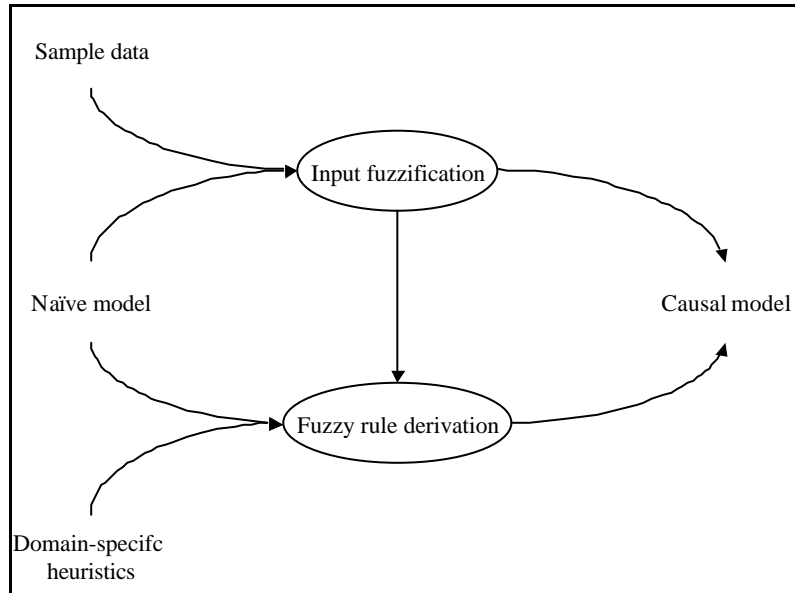 Sample data
Input fuzzification
Naïve model
Causal model
Fuzzy rule derivation
Domain-specifc
heuristics